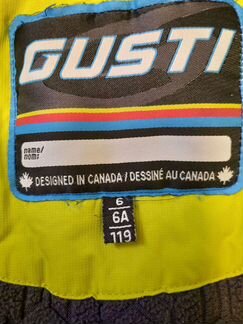 GUSTI
name/
nom:
DESIGNED IN CANADA / DESSINÉ AU CANADA
6
6A
119